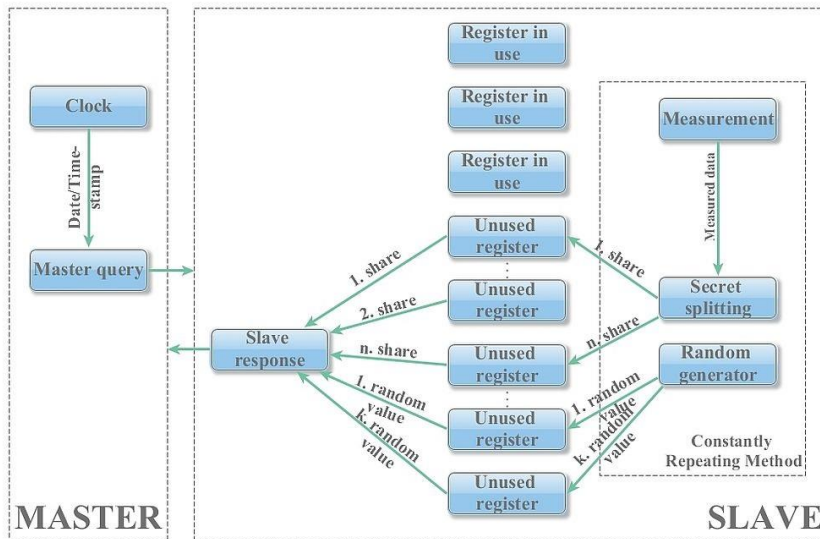 Register in
use
Clock
Register in
use
Measurement
Date/Time-
stamp
Register in
use
Measured data
Unused
register
Master query
1. share
1. share
Unused
register
Secret
splitting
2. share
Slave
response
n. share
n. share
Unused
register
Random
generator
1. random
value
1. random
value
Unused
register
k. random
value
k. random
value
Constantly
Repeating Method
Unused
register
MASTER
SLAVE